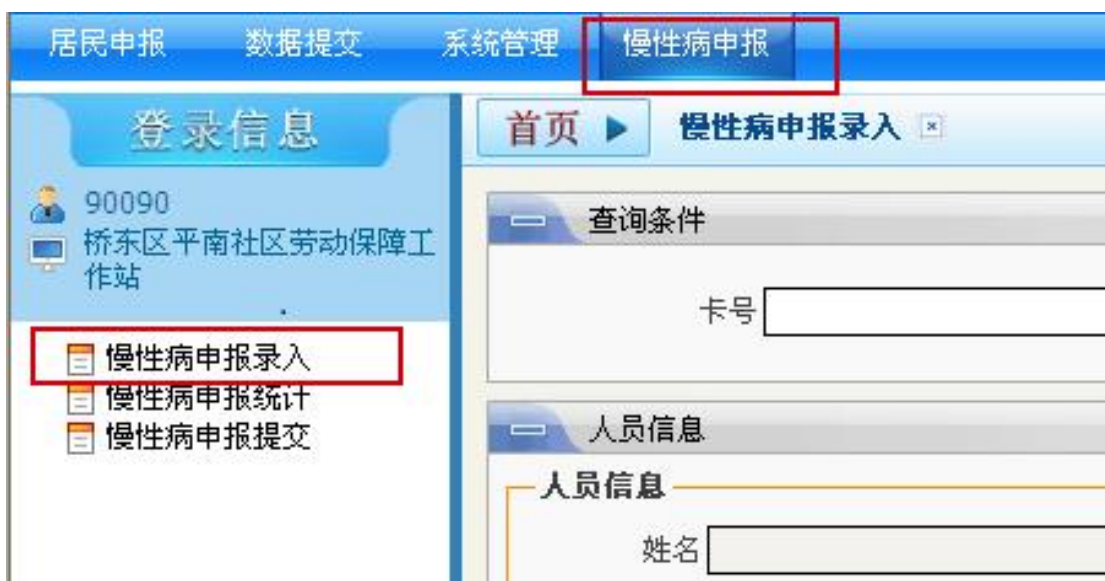 居民申报 数据提交 系统管理 慢性病申报
登录信息
90090
桥东区平南社区劳动保障工
作站
慢性病申报录入
慢性病申报统计
慢性病申报提交
首页 慢性病申报录入
查询条件
卡号
人员信息
人员信息
姓名